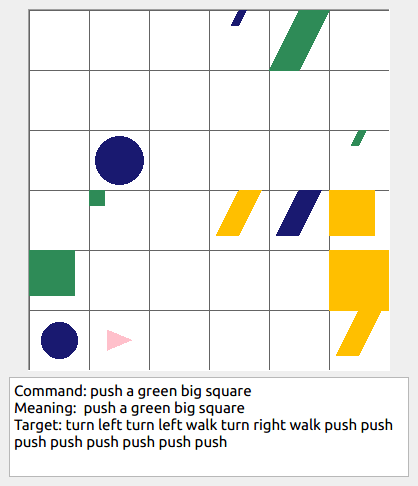 Command: push a green big square
Meaning:  push a green big square
Target: turn left turn left walk turn right walk push push
push push push push push push